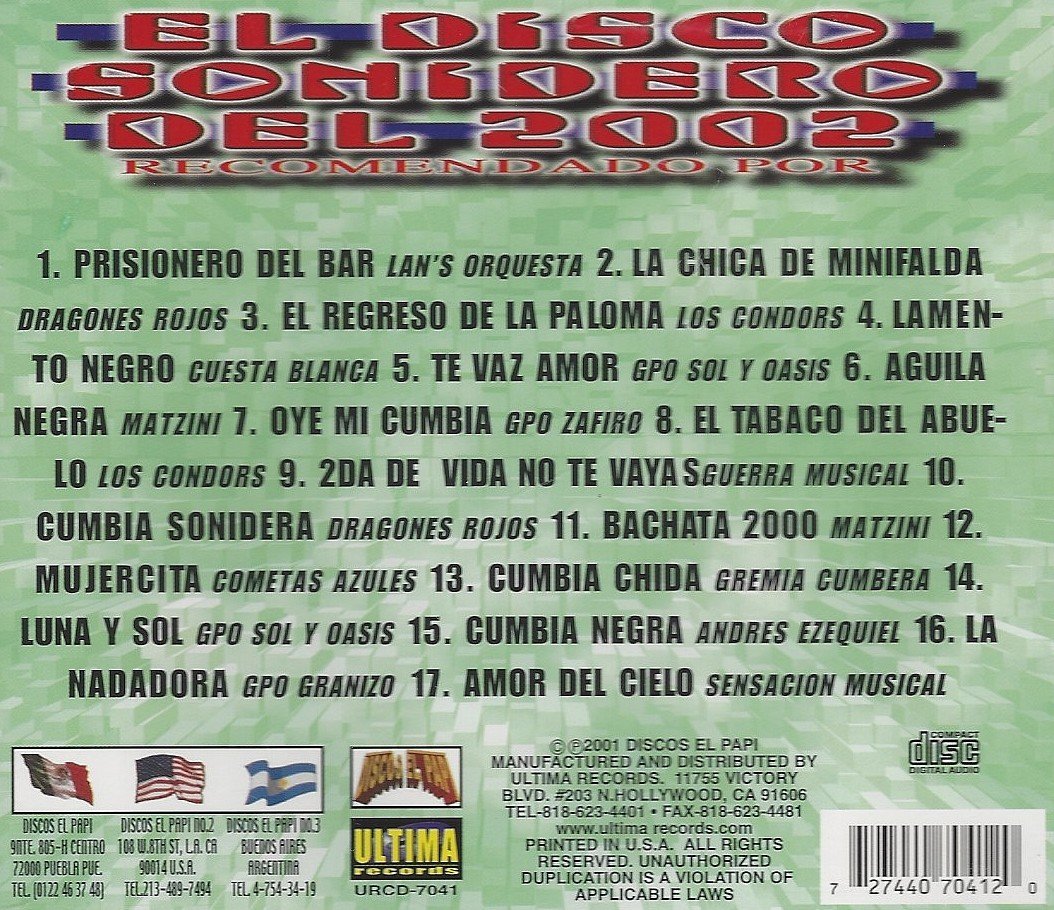 EL DISCO
SONIDERO
DEL 2002
RECOMENDADO POR
1. PRISIONERO DEL BAR LAN'S ORQUESTA 2. LA CHICA DE MINIFALDA
DRAGONES ROJOS 3. EL REGRESO DE LA PALOMA LOS CONDORS 4. LAMEN-
TO NEGRO CUESTA BLANCA 5. TE VAZ AMOR GPO SOL Y OASIS 6. AGUILA
NEGRA MATZINI 7. OYE MI CUMBIA GPO ZAFIRO 8. EL TABACO DEL ABUE-
LO LOS CONDORS 9. 2DA DE VIDA NO TE VAYAS GUERRA MUSICAL 10.
CUMBIA SONIDERA DRAGONES ROJOS 11. BACHATA 2000 MATZINI 12.
MUJERCITA COMETAS AZULES 13. CUMBIA CHIDA GREMIA CUMBERA 14.
LUNA Y SOL GPO SOL Y OASIS 15. CUMBIA NEGRA ANDRES EZEQUIEL 16. LA
NADADORA GPO GRANIZO 17. AMOR DEL CIELO SENSACION MUSICAL
DISCOS EL PAPI
9NTE. 805-H CENTRO
72000 PUEBLA PUE.
TEL. (0122 46 37 48)
DISCOS EL PAPI NO.2
108 W.8TH ST, L.A. CA
90014 U.S.A.
TEL.213-489-7494
DISCOS EL PAPI NO.3
BUENOS AIRES
ARGENTINA
TEL. 4-754-34-19
DISCOS EL PAPI
ULTIMA
records
URCD-7041
©℗2001 DISCOS EL PAPI
MANUFACTURED AND DISTRIBUTED BY
ULTIMA RECORDS. 11755 VICTORY
BLVD. #203 N.HOLLYWOOD, CA 91606
TEL-818-623-4401 • FAX-818-623-4481
www.ultima records.com
PRINTED IN U.S.A. ALL RIGHTS
RESERVED. UNAUTHORIZED
DUPLICATION IS A VIOLATION OF
APPLICABLE LAWS
COMPACT
disc
DIGITAL AUDIO
7 27440 70412 0